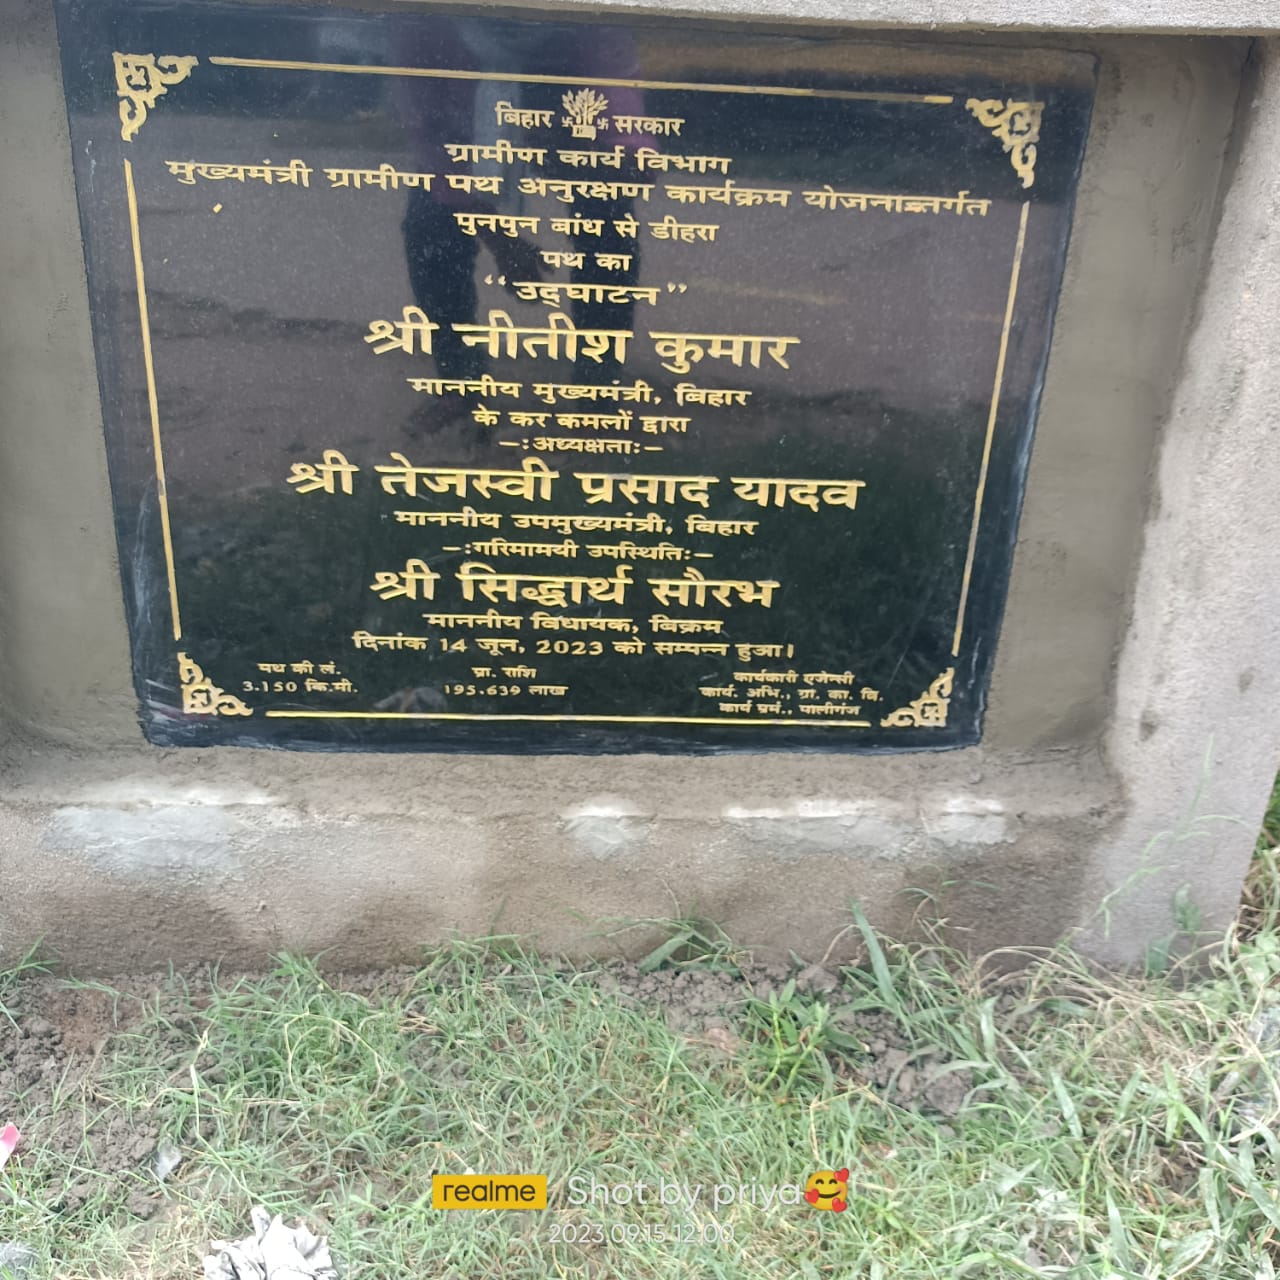 बिहार सरकार
ग्रामीण कार्य विभाग
मुख्यमंत्री ग्रामीण पथ अनुरक्षण कार्यक्रम योजनान्तर्गत
पुनपुन बांध से डीहरा
पथ का
“उद्घाटन”
श्री नीतीश कुमार
माननीय मुख्यमंत्री, बिहार
के कर कमलों द्वारा
–:अध्यक्षता:–
श्री तेजस्वी प्रसाद यादव
माननीय उपमुख्यमंत्री, बिहार
–:गरिमामयी उपस्थिति:–
श्री सिद्धार्थ सौरभ
माननीय विधायक, बिक्रम
दिनांक 14 जून, 2023 को सम्पन्न हुआ।
पथ की लं.
3.150 कि.मी.
प्रा. राशि
195.639 लाख
कार्यकारी एजेन्सी
कार्य. अभि., ग्रा. का. वि.
कार्य प्रमं., पालीगंज
realme Shot by priya🥰
2023.09.15 12:00